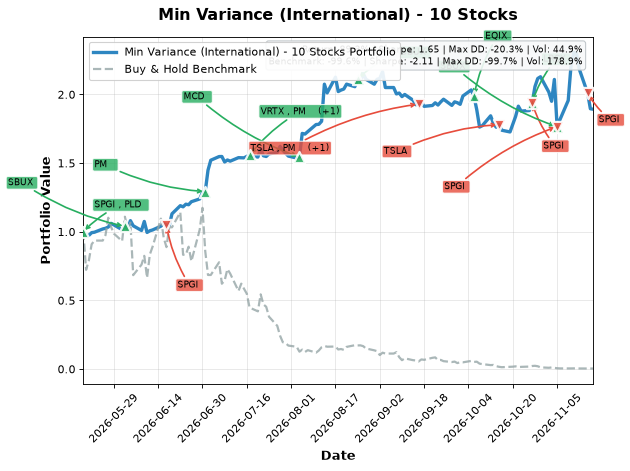 Min Variance (International) - 10 Stocks
EQIX
Min Variance (International) - 10 Stocks Portfolio
Buy & Hold Benchmark
1.65 | Max DD: -20.3% | Vol: 44.9%
-2.11 | Max DD: -99.7% | Vol: 178.9%
MCD
VRTX , PM (+1)
SPGI
TSLA , PM (+1)
TSLA
SPGI
PM
SBUX
SPGI
SPGI , PLD
SPGI
Portfolio Value
2.0
1.5
1.0
0.5
0.0
2026-05-29
2026-06-14
2026-06-30
2026-07-16
2026-08-01
2026-08-17
2026-09-02
2026-09-18
2026-10-04
2026-10-20
2026-11-05
Date